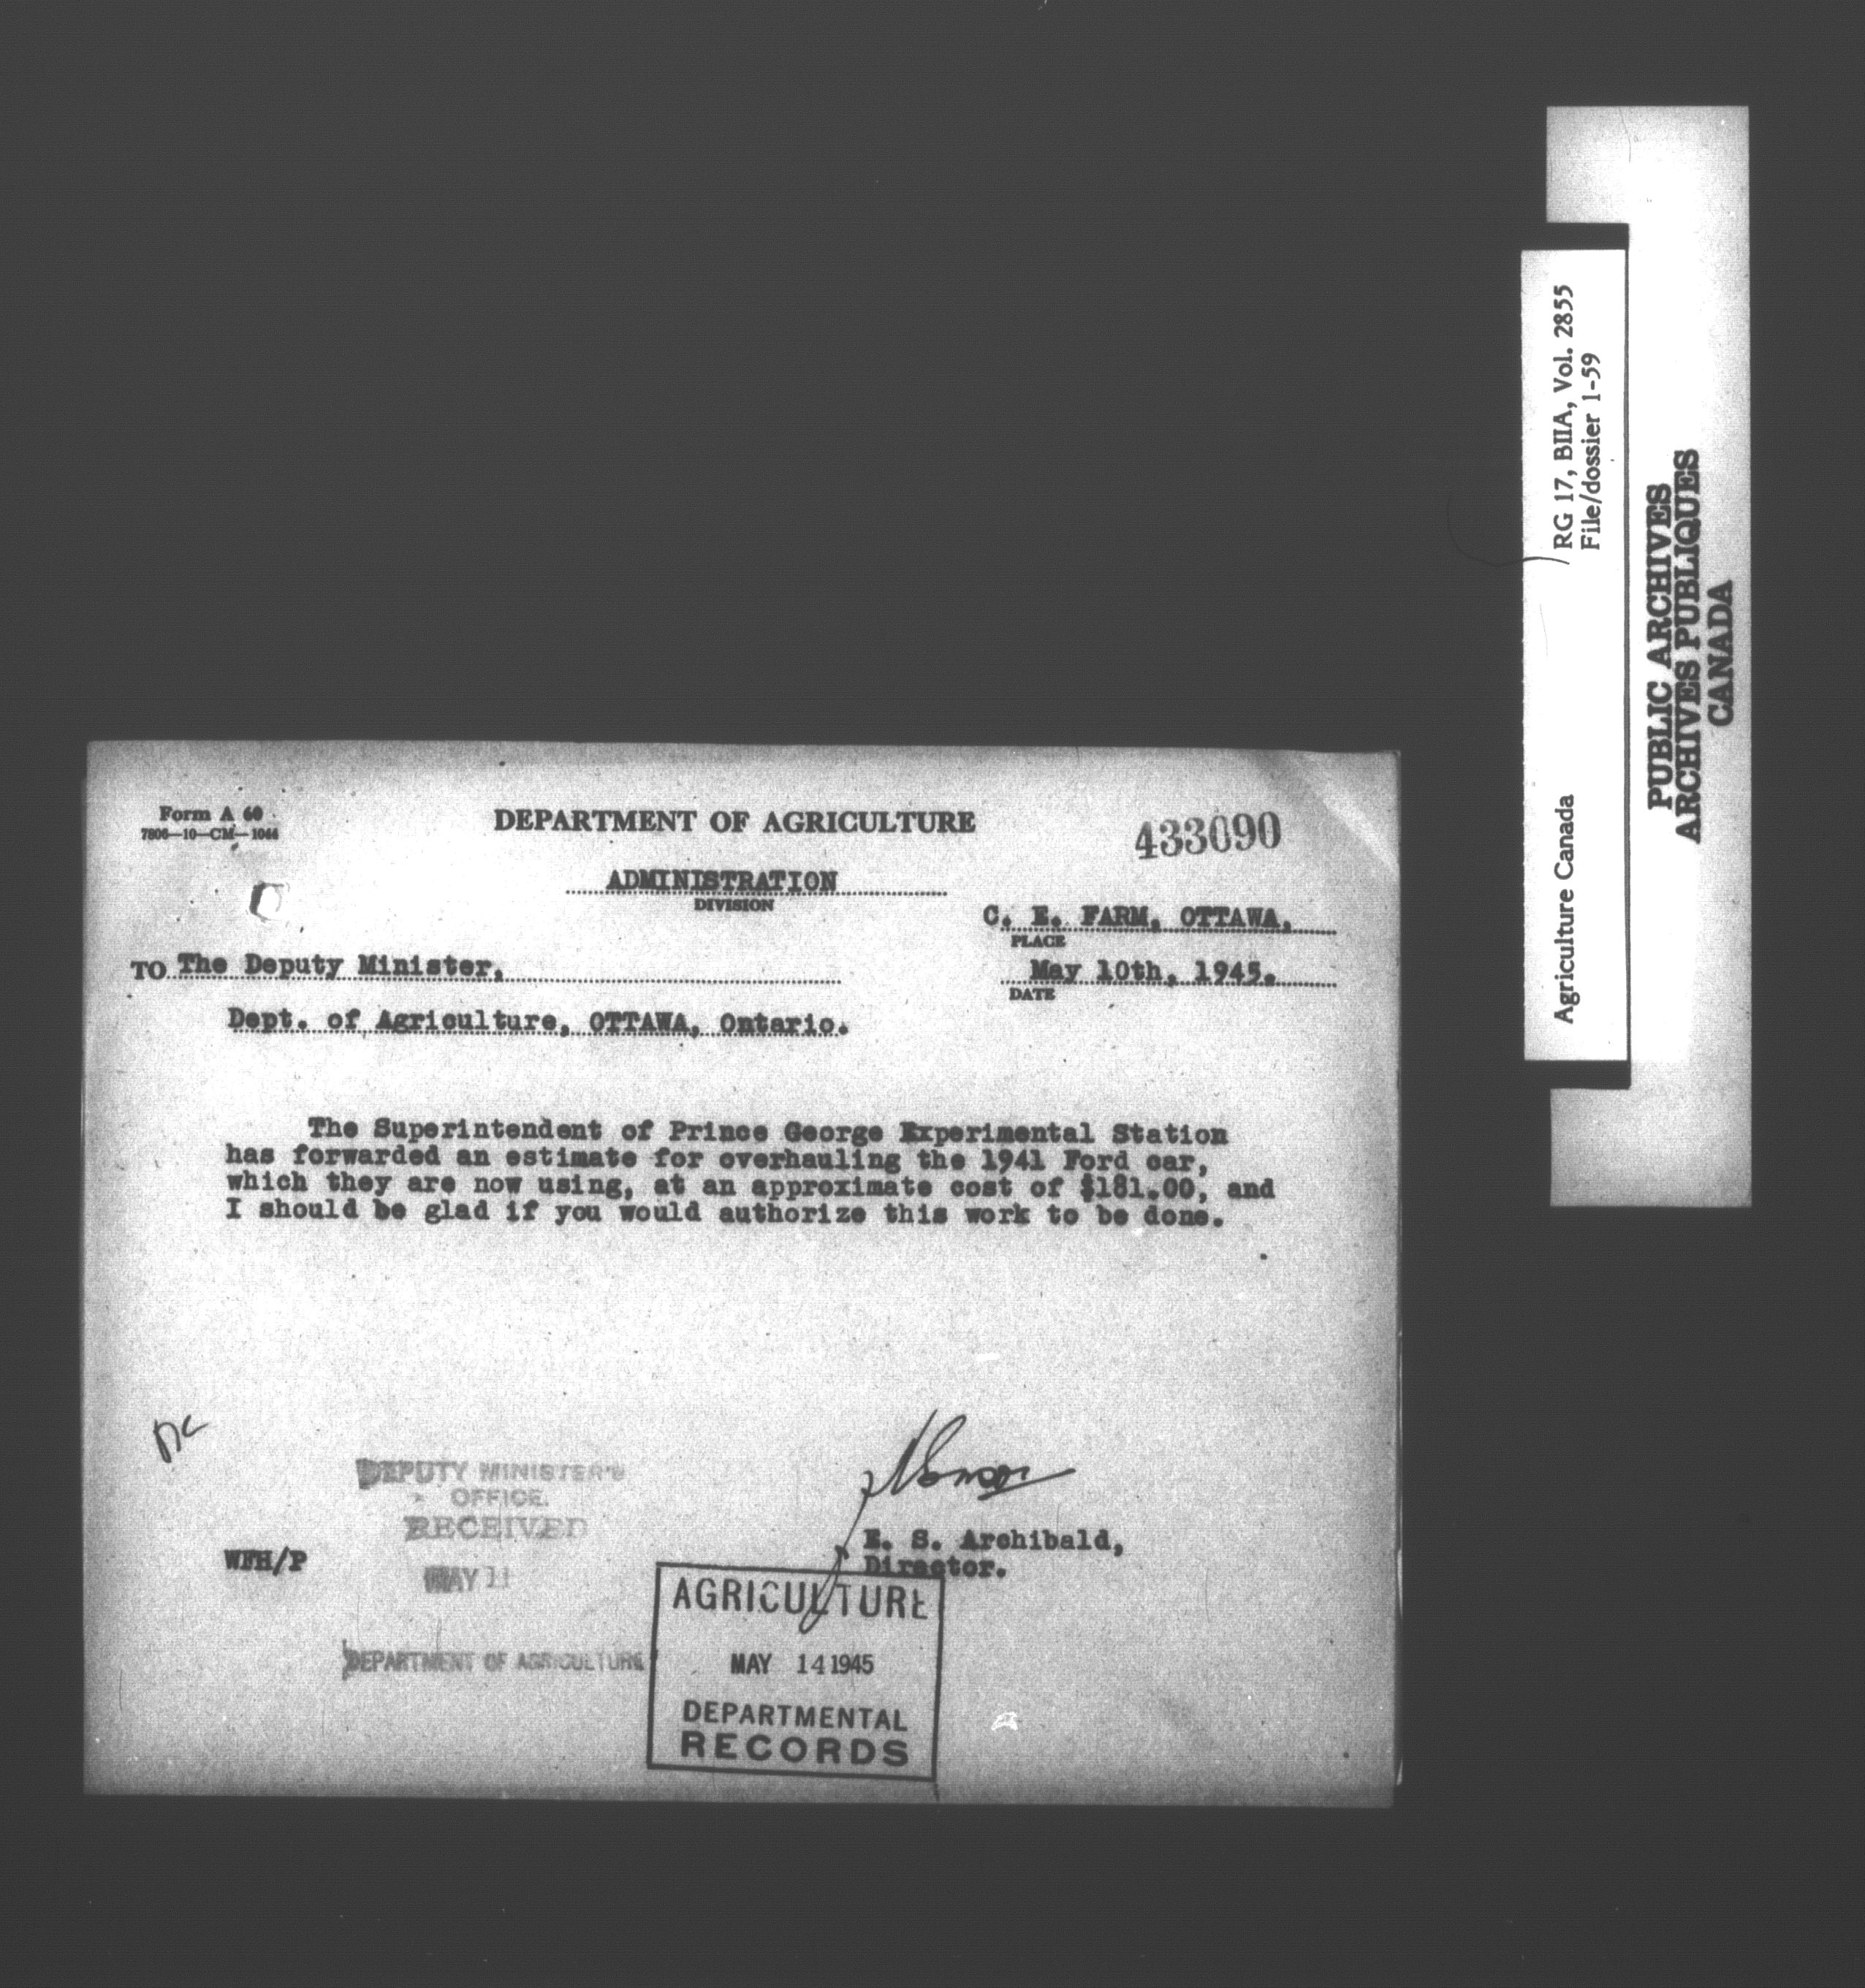 Form A 60
7806—10—CM—1044
DEPARTMENT OF AGRICULTURE
433090
ADMINISTRATION
DIVISION
C. E. FARM, OTTAWA,
PLACE
TO The Deputy Minister,
May 10th, 1945.
DATE
Dept. of Agriculture, OTTAWA, Ontario.
The Superintendent of Prince George Experimental Station
has forwarded an estimate for overhauling the 1941 Ford car,
which they are now using, at an approximate cost of $181.00, and
I should be glad if you would authorize this work to be done.
DEPUTY MINISTER'S
OFFICE.
RECEIVED
MAY 11
DEPARTMENT OF AGRICULTURE
E. S. Archibald,
Director.
WFH/P
AGRICULTURE
MAY 14 1945
DEPARTMENTAL
RECORDS
RG 17, BIIA, Vol. 2855
File/dossier 1-59
Agriculture Canada
PUBLIC ARCHIVES
ARCHIVES PUBLIQUES
CANADA